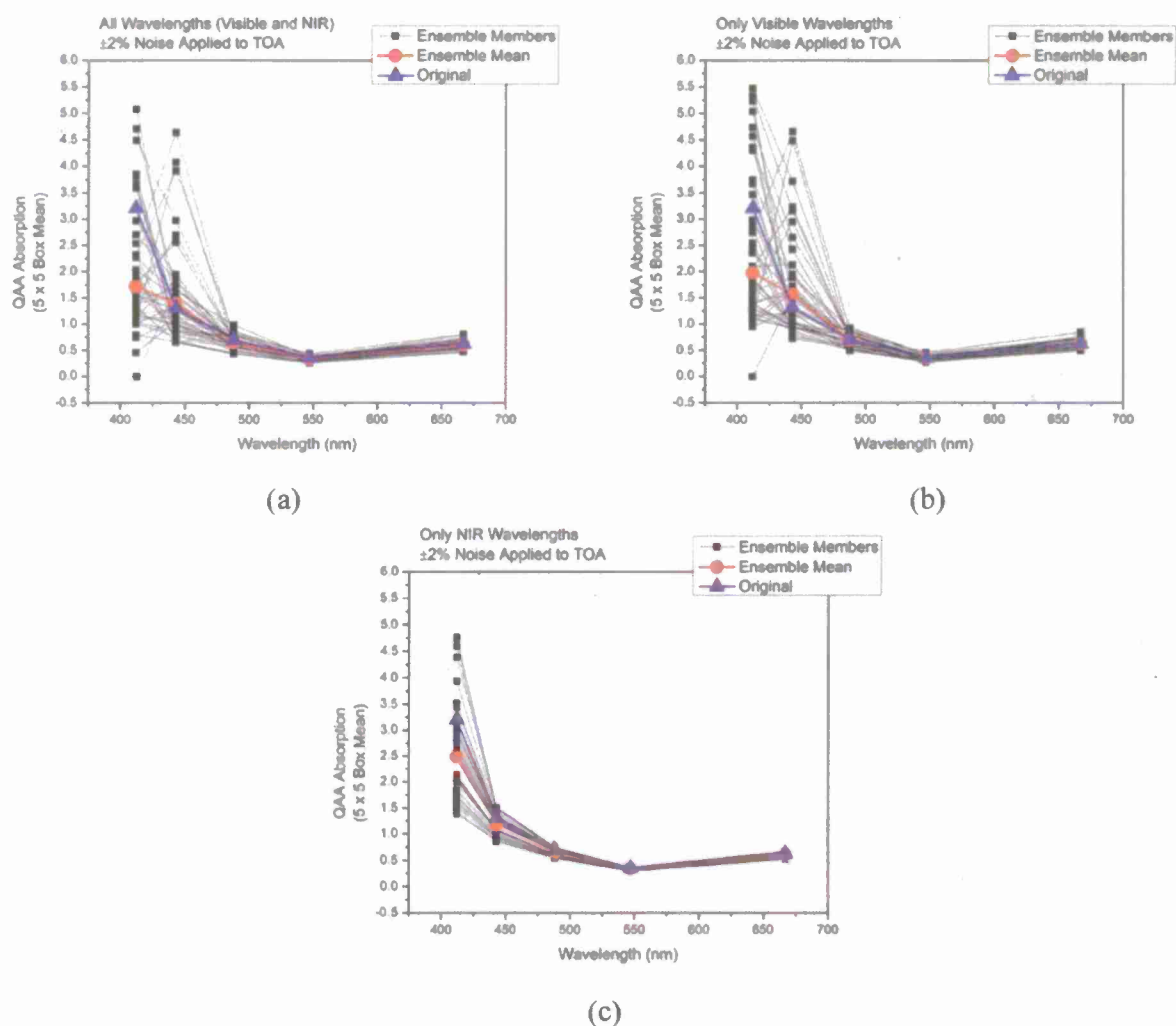 All Wavelengths (Visible and NIR)
±2% Noise Applied to TOA
Ensemble Members
Ensemble Mean
Original
6.0
5.5
5.0
4.5
4.0
3.5
3.0
2.5
2.0
1.5
1.0
0.5
0.0
-0.5
QAA Absorption
(5 x 5 Box Mean)
400 450 500 550 600 650 700
Wavelength (nm)
(a)
Only Visible Wavelengths
±2% Noise Applied to TOA
Ensemble Members
Ensemble Mean
Original
6.0
5.5
5.0
4.5
4.0
3.5
3.0
2.5
2.0
1.5
1.0
0.5
0.0
-0.5
QAA Absorption
(5 x 5 Box Mean)
400 450 500 550 600 650 700
Wavelength (nm)
(b)
Only NIR Wavelengths
±2% Noise Applied to TOA
Ensemble Members
Ensemble Mean
Original
6.0
5.5
5.0
4.5
4.0
3.5
3.0
2.5
2.0
1.5
1.0
0.5
0.0
-0.5
QAA Absorption
(5 x 5 Box Mean)
400 450 500 550 600 650 700
Wavelength (nm)
(c)